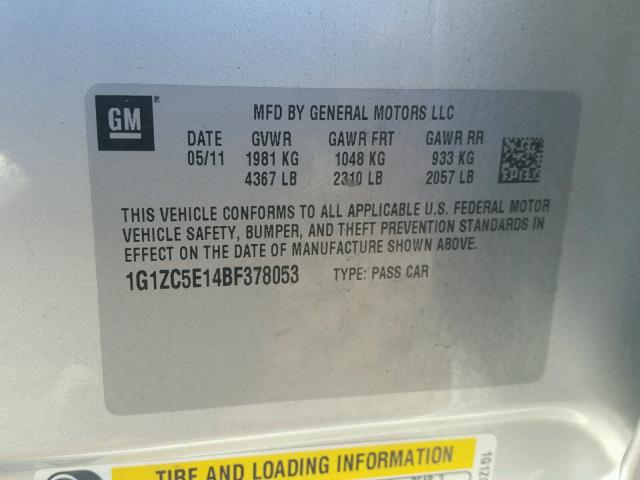 GM ®
MFD BY GENERAL MOTORS LLC
DATE GVWR GAWR FRT GAWR RR
05/11 1981 KG 1048 KG 933 KG
4367 LB 2310 LB 2057 LB
THIS VEHICLE CONFORMS TO ALL APPLICABLE U.S. FEDERAL MOTOR
VEHICLE SAFETY, BUMPER, AND THEFT PREVENTION STANDARDS IN
EFFECT ON THE DATE OF MANUFACTURE SHOWN ABOVE.
1G1ZC5E14BF378053 TYPE: PASS CAR
TIRE AND LOADING INFORMATION